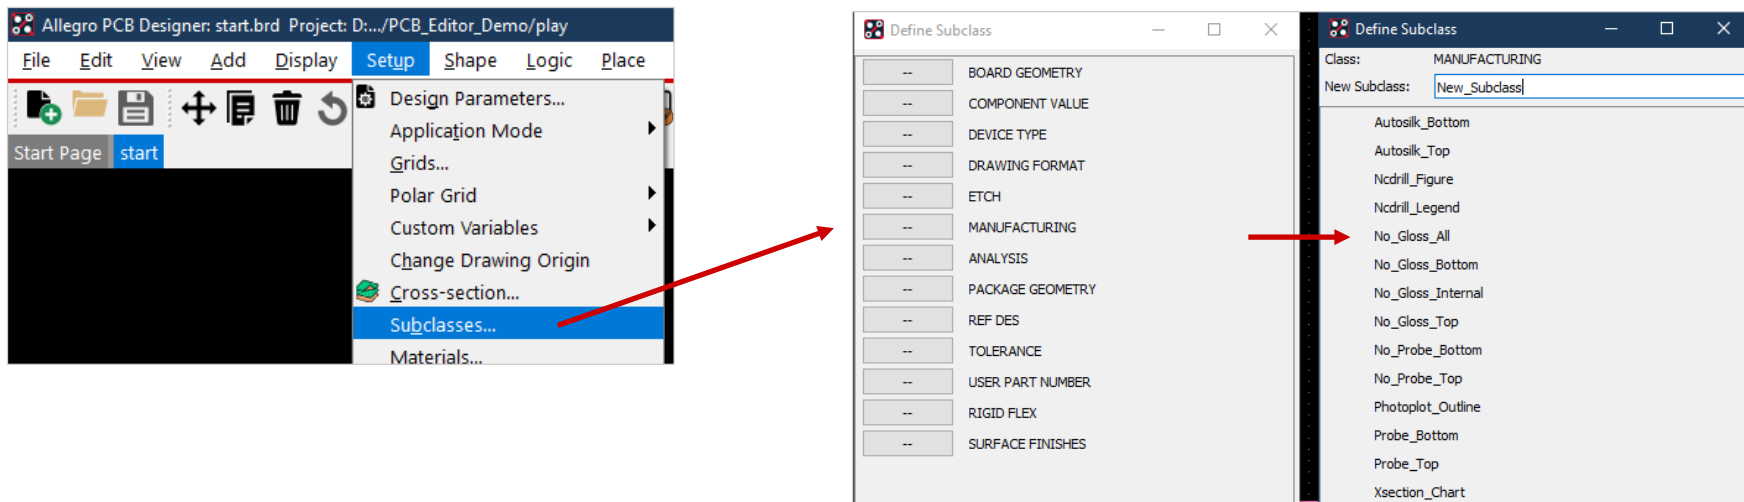 Allegro PCB Designer: start.brd Project: D:.../PCB_Editor_Demo/play
File Edit View Add Display Setup Shape Logic Place
Start Page start
Design Parameters...
Application Mode
Grids...
Polar Grid
Custom Variables
Change Drawing Origin
Cross-section...
Subclasses...
Materials...
Define Subclass
-- BOARD GEOMETRY
-- COMPONENT VALUE
-- DEVICE TYPE
-- DRAWING FORMAT
-- ETCH
-- MANUFACTURING
-- ANALYSIS
-- PACKAGE GEOMETRY
-- REF DES
-- TOLERANCE
-- USER PART NUMBER
-- RIGID FLEX
-- SURFACE FINISHES
Define Subclass
Class: MANUFACTURING
New Subclass: New_Subclass
Autosilk_Bottom
Autosilk_Top
Ncdrill_Figure
Ncdrill_Legend
No_Gloss_All
No_Gloss_Bottom
No_Gloss_Internal
No_Gloss_Top
No_Probe_Bottom
No_Probe_Top
Photoplot_Outline
Probe_Bottom
Probe_Top
Xsection_Chart